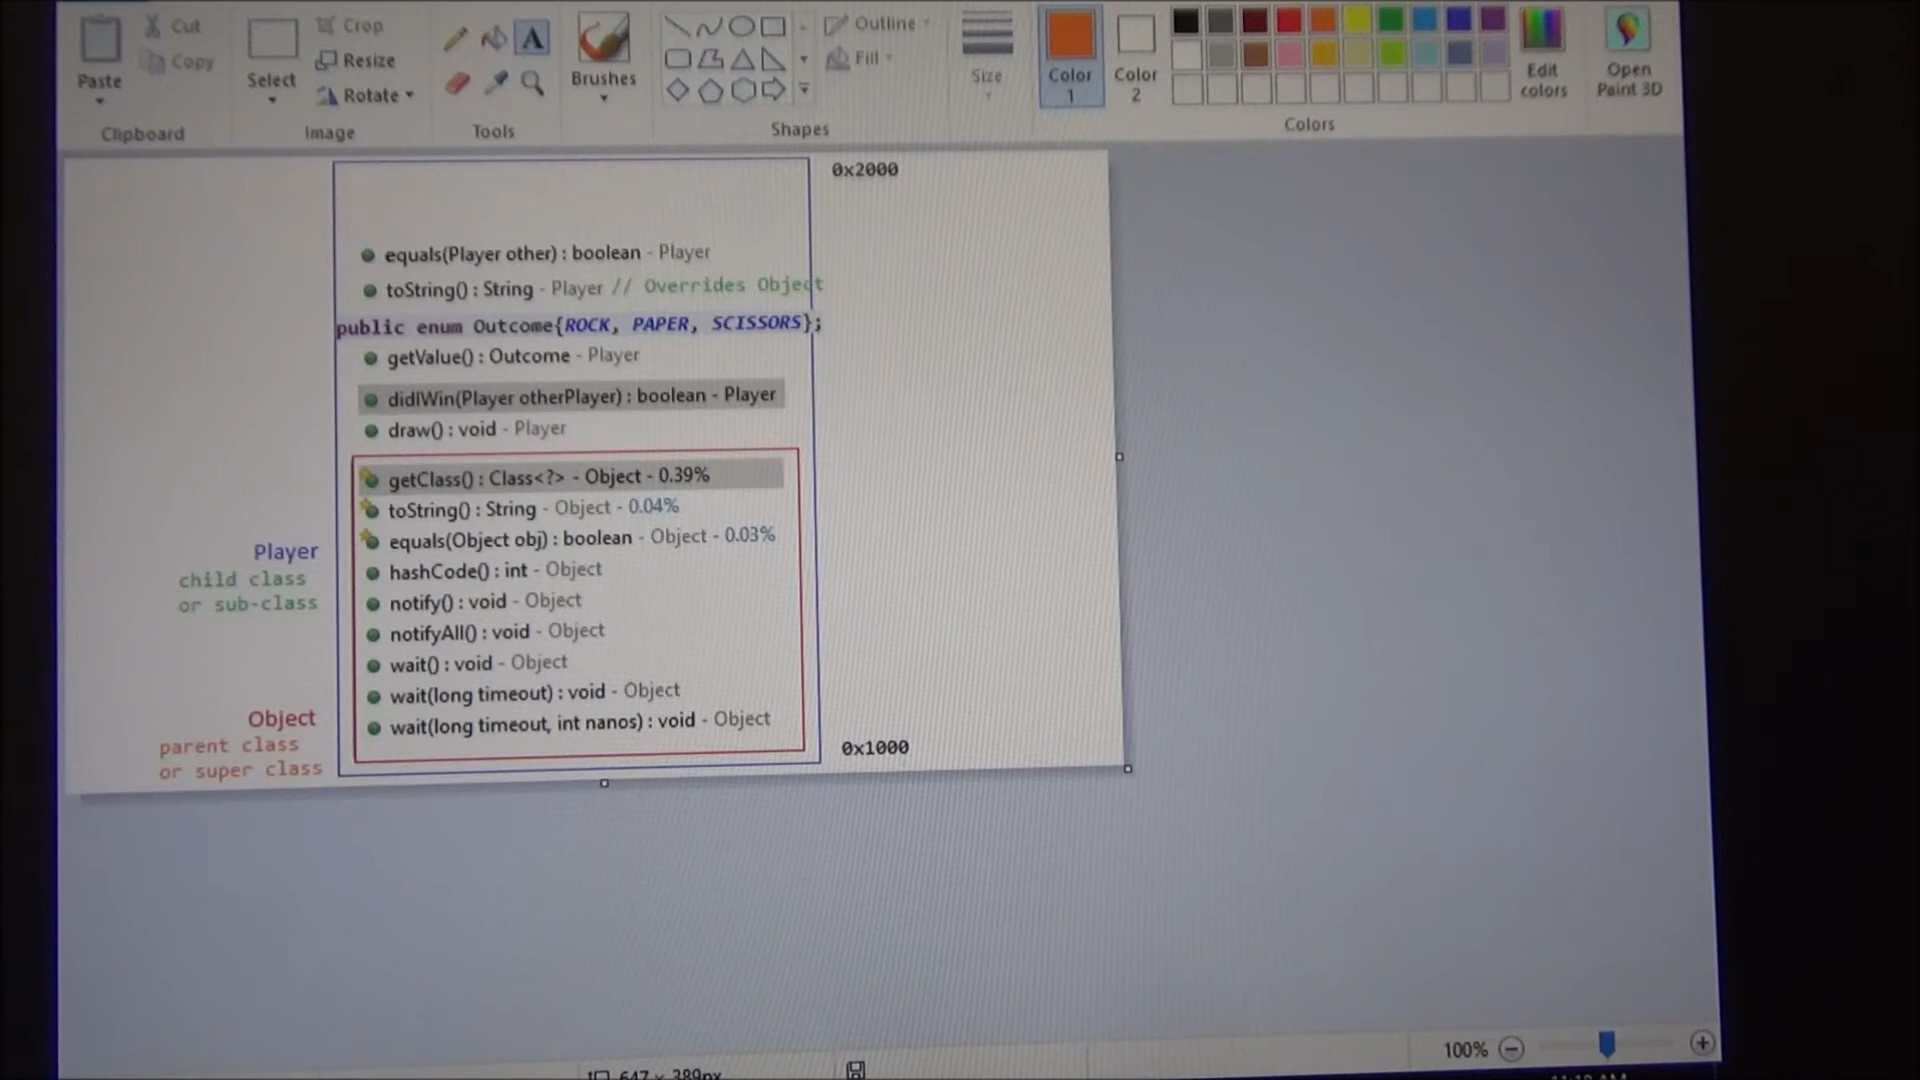 Paste
Cut
Copy
Clipboard
Select
Crop
Resize
Rotate
Image
A
Tools
Brushes
Outline
Fill
Shapes
Size
Color
1
Color
2
Edit
colors
Colors
Open
Paint 3D
0x2000
equals(Player other) : boolean - Player
toString() : String - Player // Overrides Object
public enum Outcome{ROCK, PAPER, SCISSORS};
getValue() : Outcome - Player
didIWin(Player otherPlayer) : boolean - Player
draw() : void - Player
getClass() : Class<?> - Object - 0.39%
toString() : String - Object - 0.04%
equals(Object obj) : boolean - Object - 0.03%
hashCode() : int - Object
notify() : void - Object
notifyAll() : void - Object
wait() : void - Object
wait(long timeout) : void - Object
wait(long timeout, int nanos) : void - Object
Player
child class
or sub-class
Object
parent class
or super class
0x1000
100%
647 × 389px